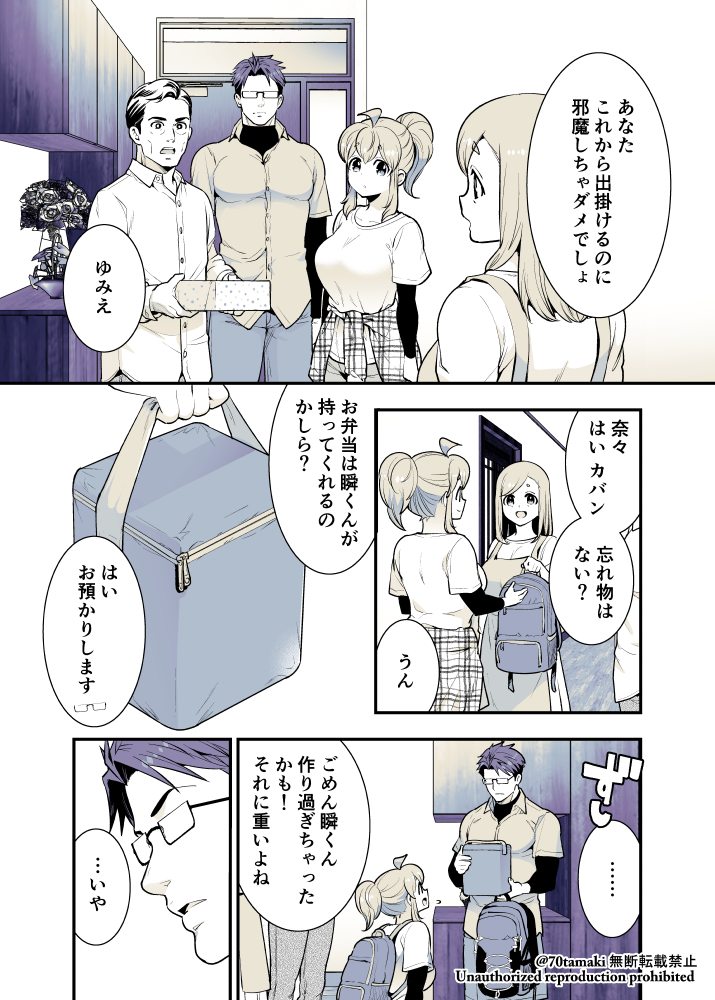 あなた
これから出掛けるのに
邪魔しちゃダメでしょ
ゆみえ
奈々
はいカバン
忘れ物は
ない？
うん
お弁当は瞬くんが
持ってくれるの
かしら？
はい
お預かりします
ずし
……
ごめん瞬くん
作り過ぎちゃった
かも！
それに重いよね
…いや
@70tamaki 無断転載禁止
Unauthorized reproduction prohibited